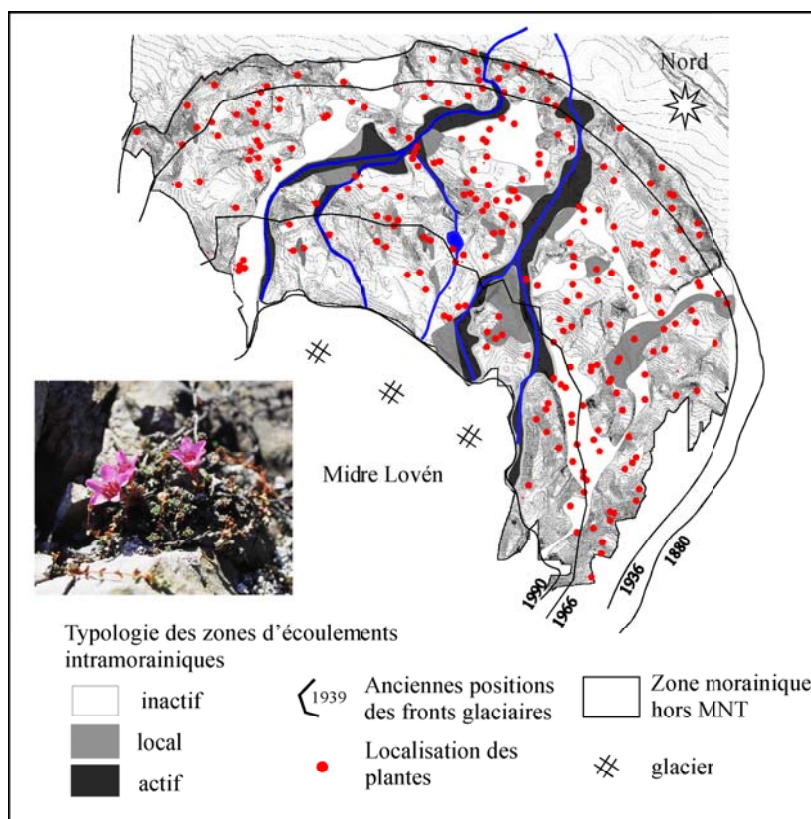 Nord
Midre Lovén
1990
1966
1936
1880
Typologie des zones d'écoulements
intramorainiques
inactif
local
actif
1939
Anciennes positions
des fronts glaciaires
Localisation des
plantes
Zone morainique
hors MNT
glacier